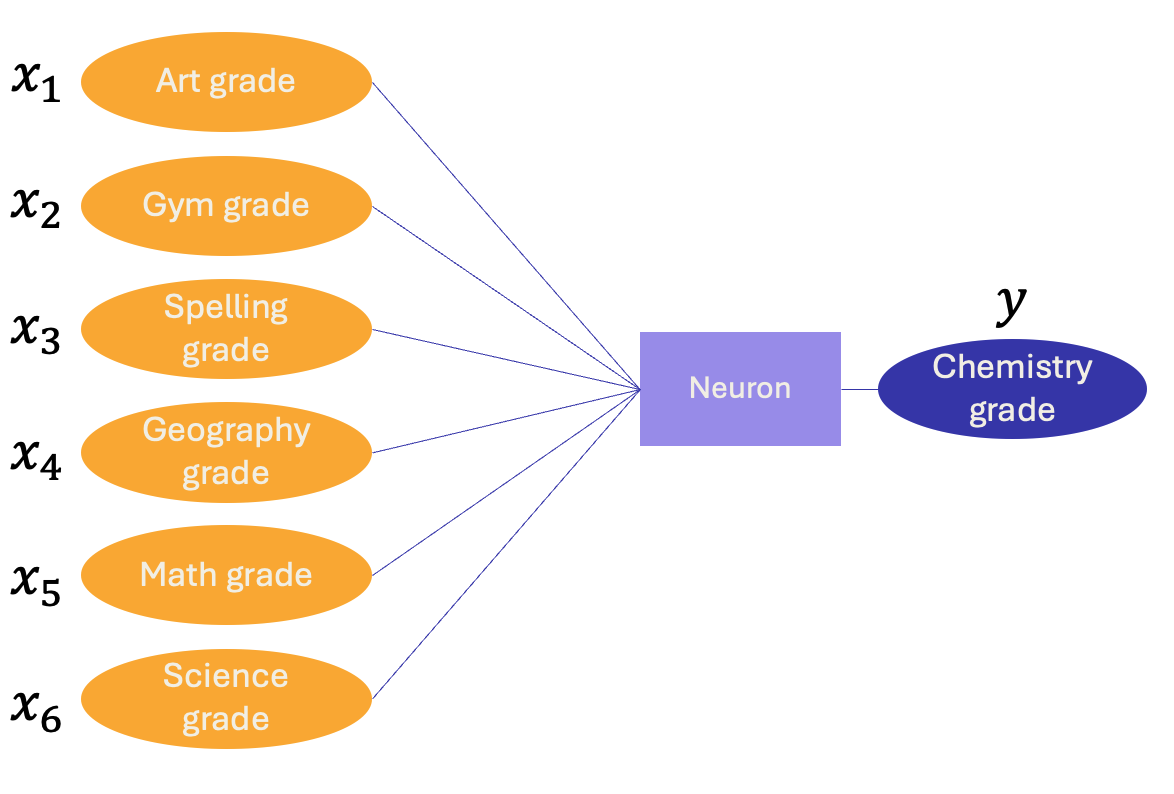 x₁ Art grade
x₂ Gym grade
x₃ Spelling
grade
x₄ Geography
grade
x₅ Math grade
x₆ Science
grade
Neuron
y
Chemistry
grade